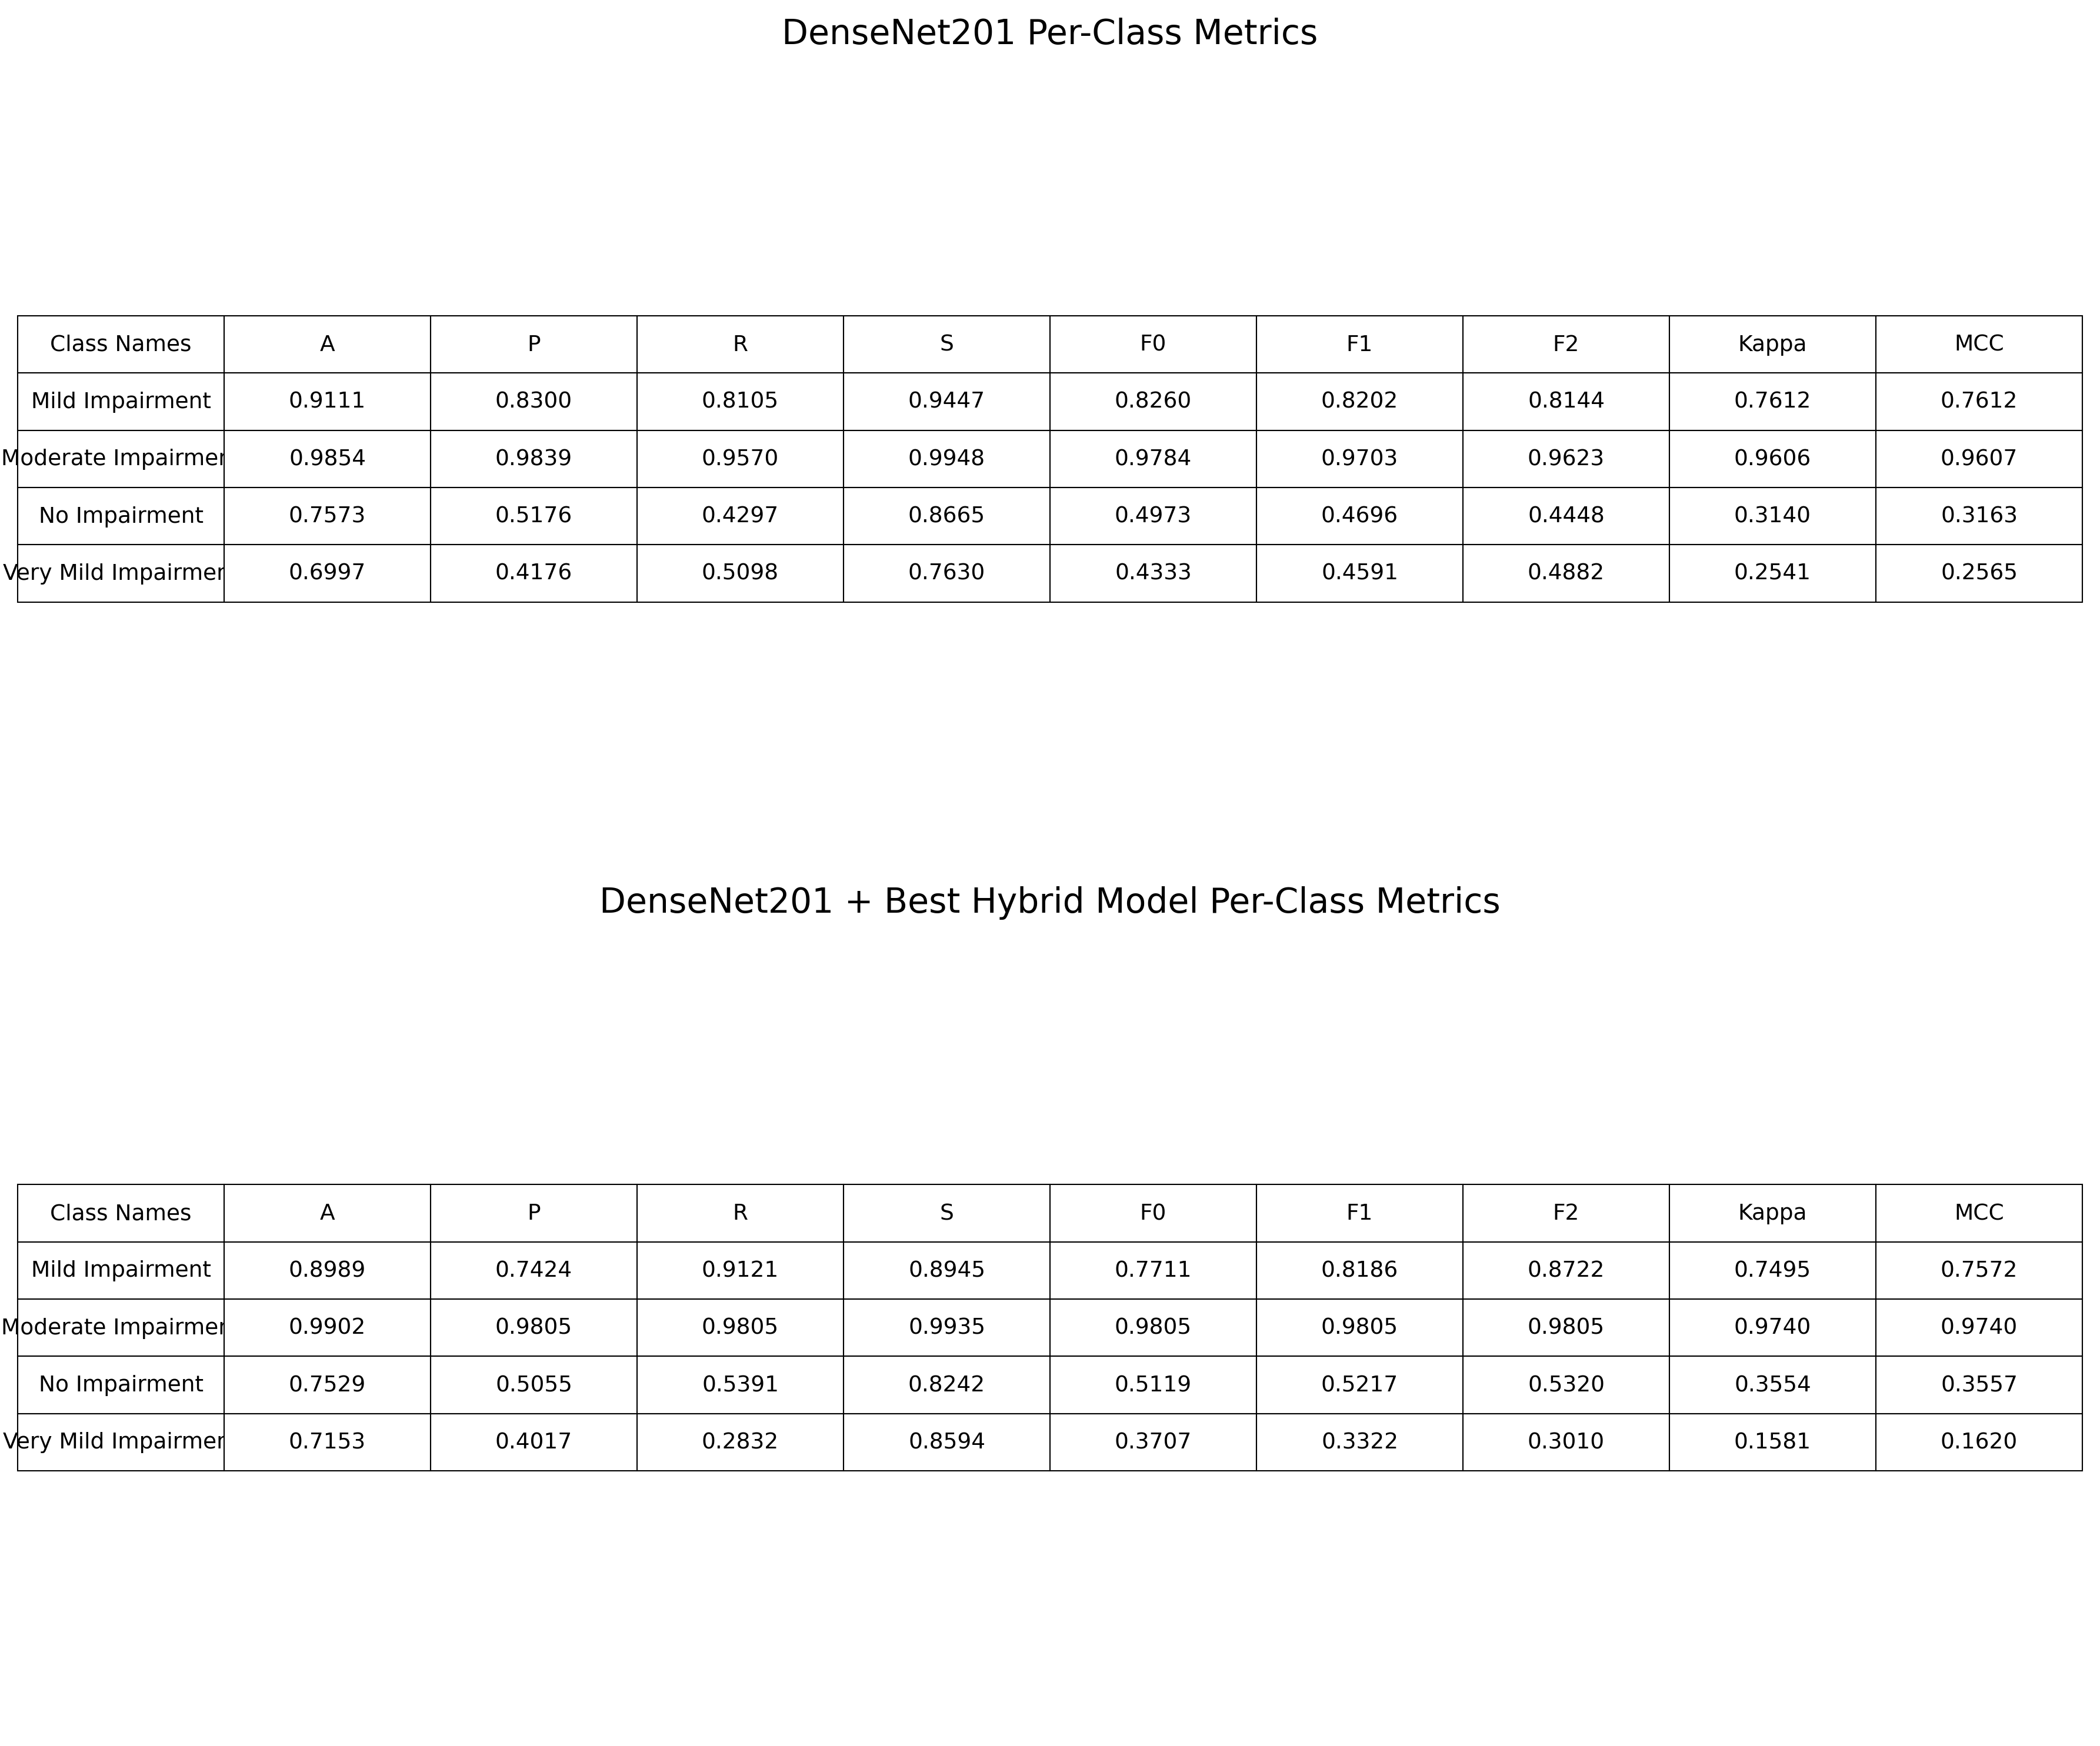 DenseNet201 Per-Class Metrics
Class Names A P R S F0 F1 F2 Kappa MCC
Mild Impairment 0.9111 0.8300 0.8105 0.9447 0.8260 0.8202 0.8144 0.7612 0.7612
Moderate Impairmen 0.9854 0.9839 0.9570 0.9948 0.9784 0.9703 0.9623 0.9606 0.9607
No Impairment 0.7573 0.5176 0.4297 0.8665 0.4973 0.4696 0.4448 0.3140 0.3163
Very Mild Impairmen 0.6997 0.4176 0.5098 0.7630 0.4333 0.4591 0.4882 0.2541 0.2565
DenseNet201 + Best Hybrid Model Per-Class Metrics
Class Names A P R S F0 F1 F2 Kappa MCC
Mild Impairment 0.8989 0.7424 0.9121 0.8945 0.7711 0.8186 0.8722 0.7495 0.7572
Moderate Impairmen 0.9902 0.9805 0.9805 0.9935 0.9805 0.9805 0.9805 0.9740 0.9740
No Impairment 0.7529 0.5055 0.5391 0.8242 0.5119 0.5217 0.5320 0.3554 0.3557
Very Mild Impairmen 0.7153 0.4017 0.2832 0.8594 0.3707 0.3322 0.3010 0.1581 0.1620